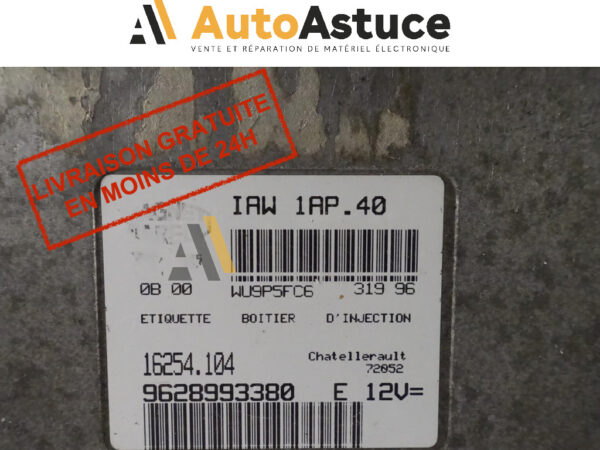 AutoAstuce
VENTE ET RÉPARATION DE MATÉRIEL ÉLECTRONIQUE
LIVRAISON GRATUITE
EN MOINS DE 24H
IAW 1AP.40
0B 00 WU9P5FC6 319 96
ETIQUETTE BOITIER D'INJECTION
16254.104 Chatellerault
72052
9628993380 E 12V=